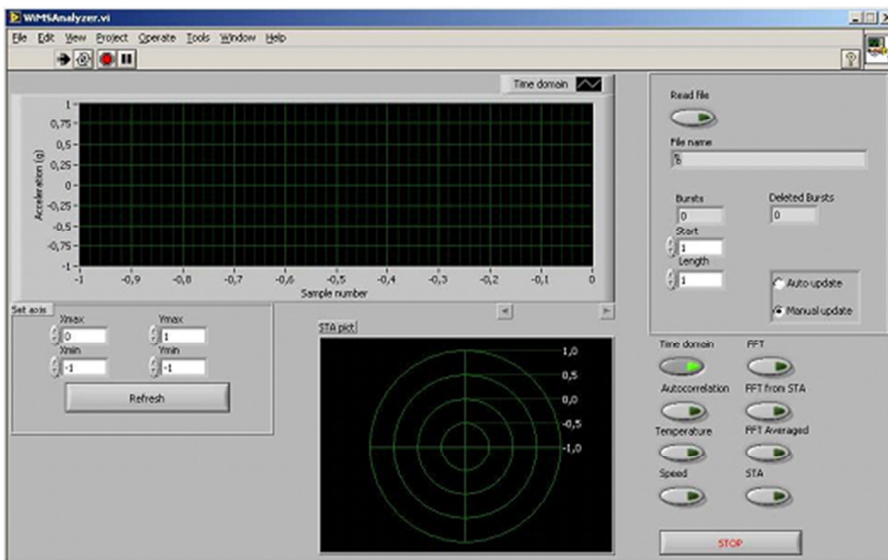 WiMSAnalyzer.vi
File Edit View Project Operate Tools Window Help
Time domain
Acceleration (g)
1
0,75
0,5
0,25
0
-0,25
-0,5
-0,75
-1
-1 -0,9 -0,8 -0,7 -0,6 -0,5 -0,4 -0,3 -0,2 -0,1 0
Sample number
Read file
File name
Bursts Deleted Bursts
0 0
Start
1
Length
1
Auto update
Manual update
Set axis
Xmax Ymax
0 1
Xmin Ymin
-1 -1
Refresh
STA pict
1,0
0,5
0,0
-0,5
-1,0
Time domain FFT
Autocorrelation FFT from STA
Temperature FFT Averaged
Speed STA
STOP